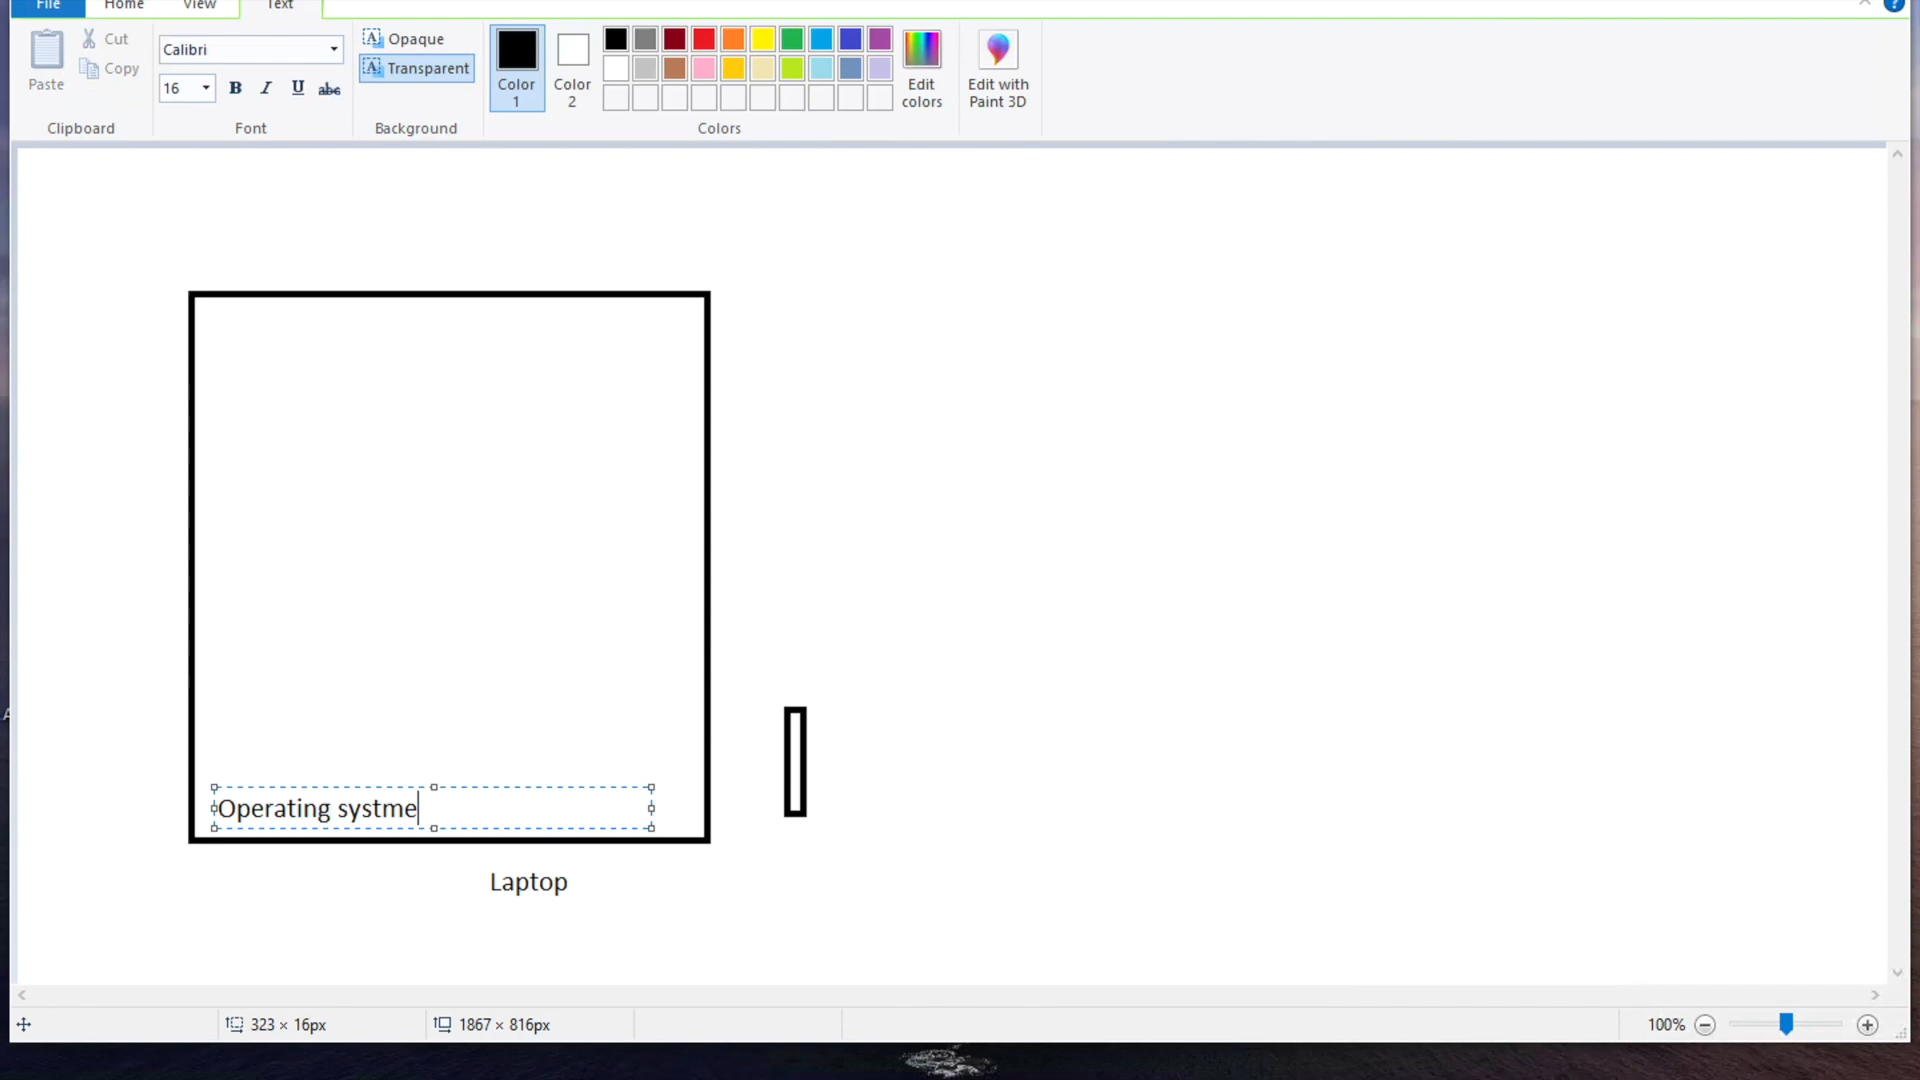 File Home View Text
Paste Cut Copy Clipboard
Calibri
16 B I U abc
Font
Opaque
Transparent
Background
Color 1
Color 2
Edit colors
Colors
Edit with Paint 3D
Operating systme
Laptop
323 × 16px
1867 × 816px
100%